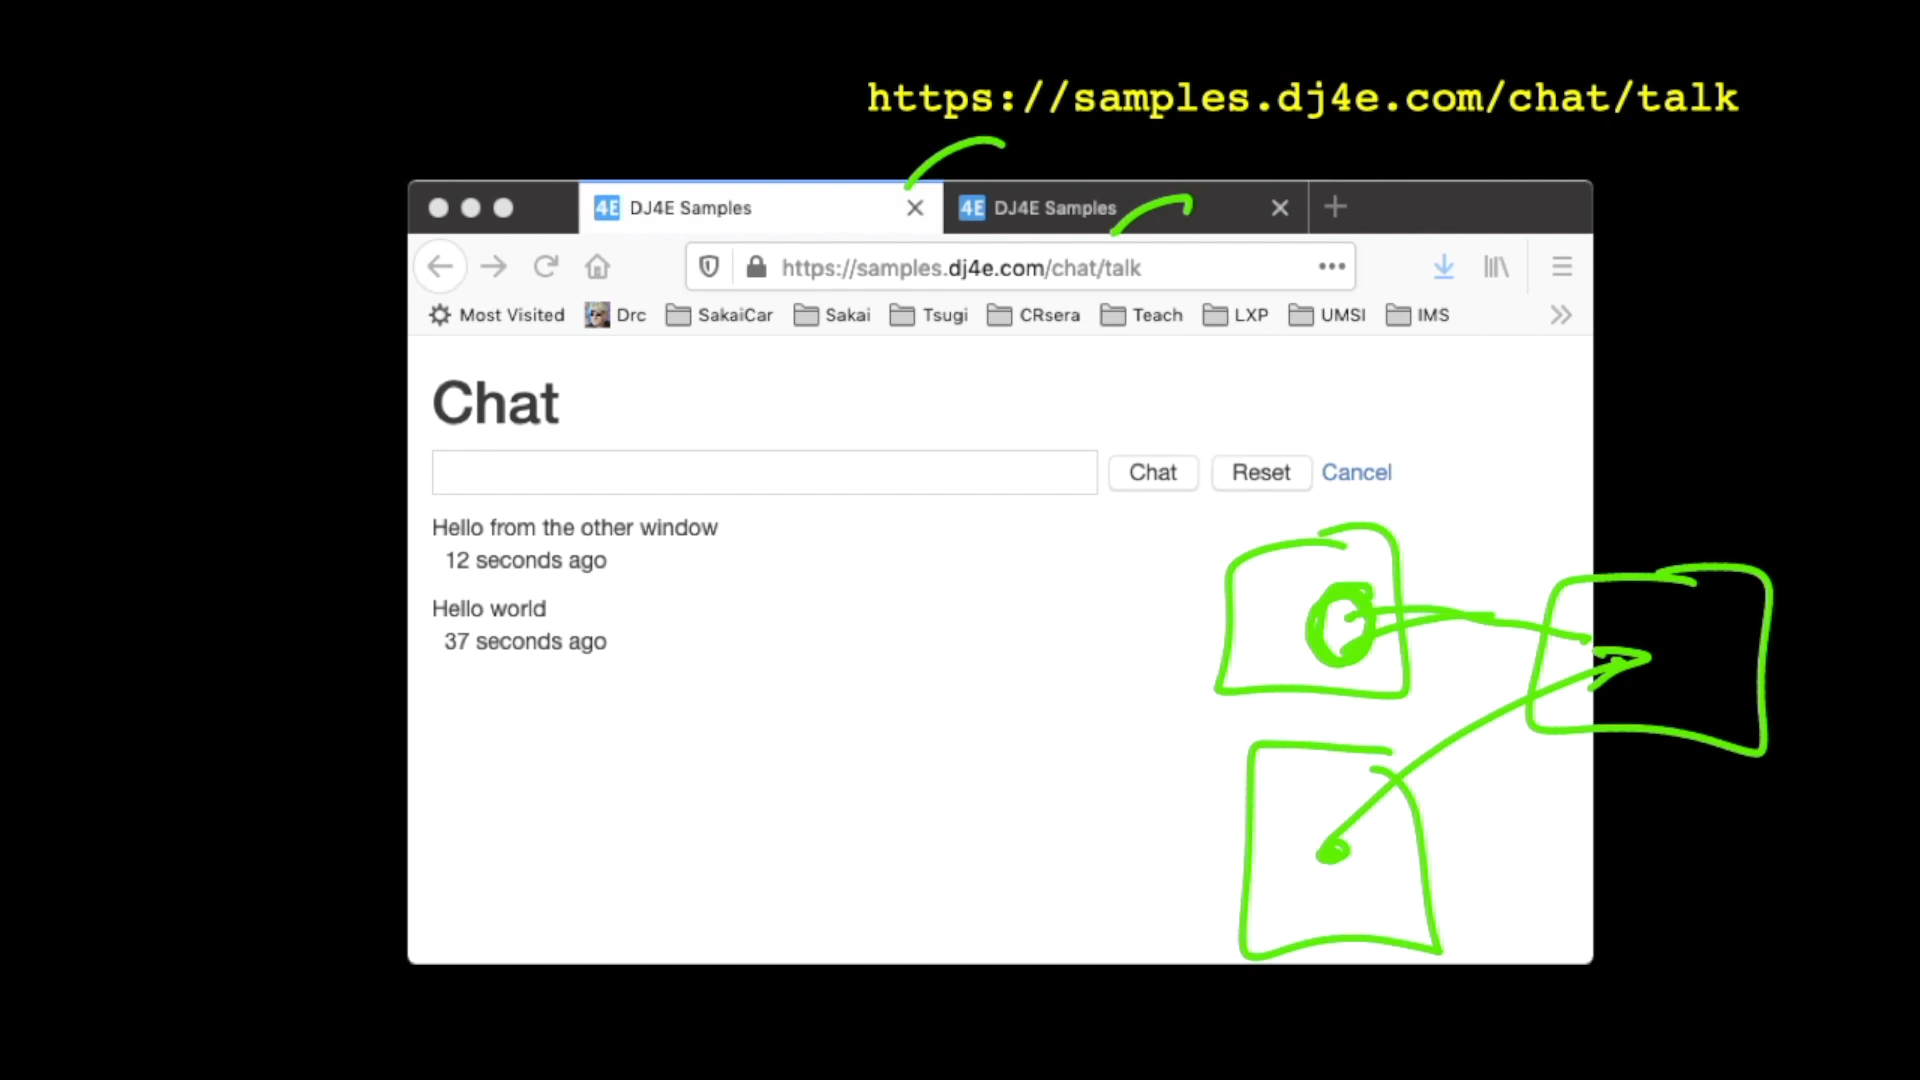 https://samples.dj4e.com/chat/talk
4E DJ4E Samples
4E DJ4E Samples
https://samples.dj4e.com/chat/talk
Most Visited Drc SakaiCar Sakai Tsugi CRsera Teach LXP UMSI IMS
Chat
Chat Reset Cancel
Hello from the other window
12 seconds ago
Hello world
37 seconds ago